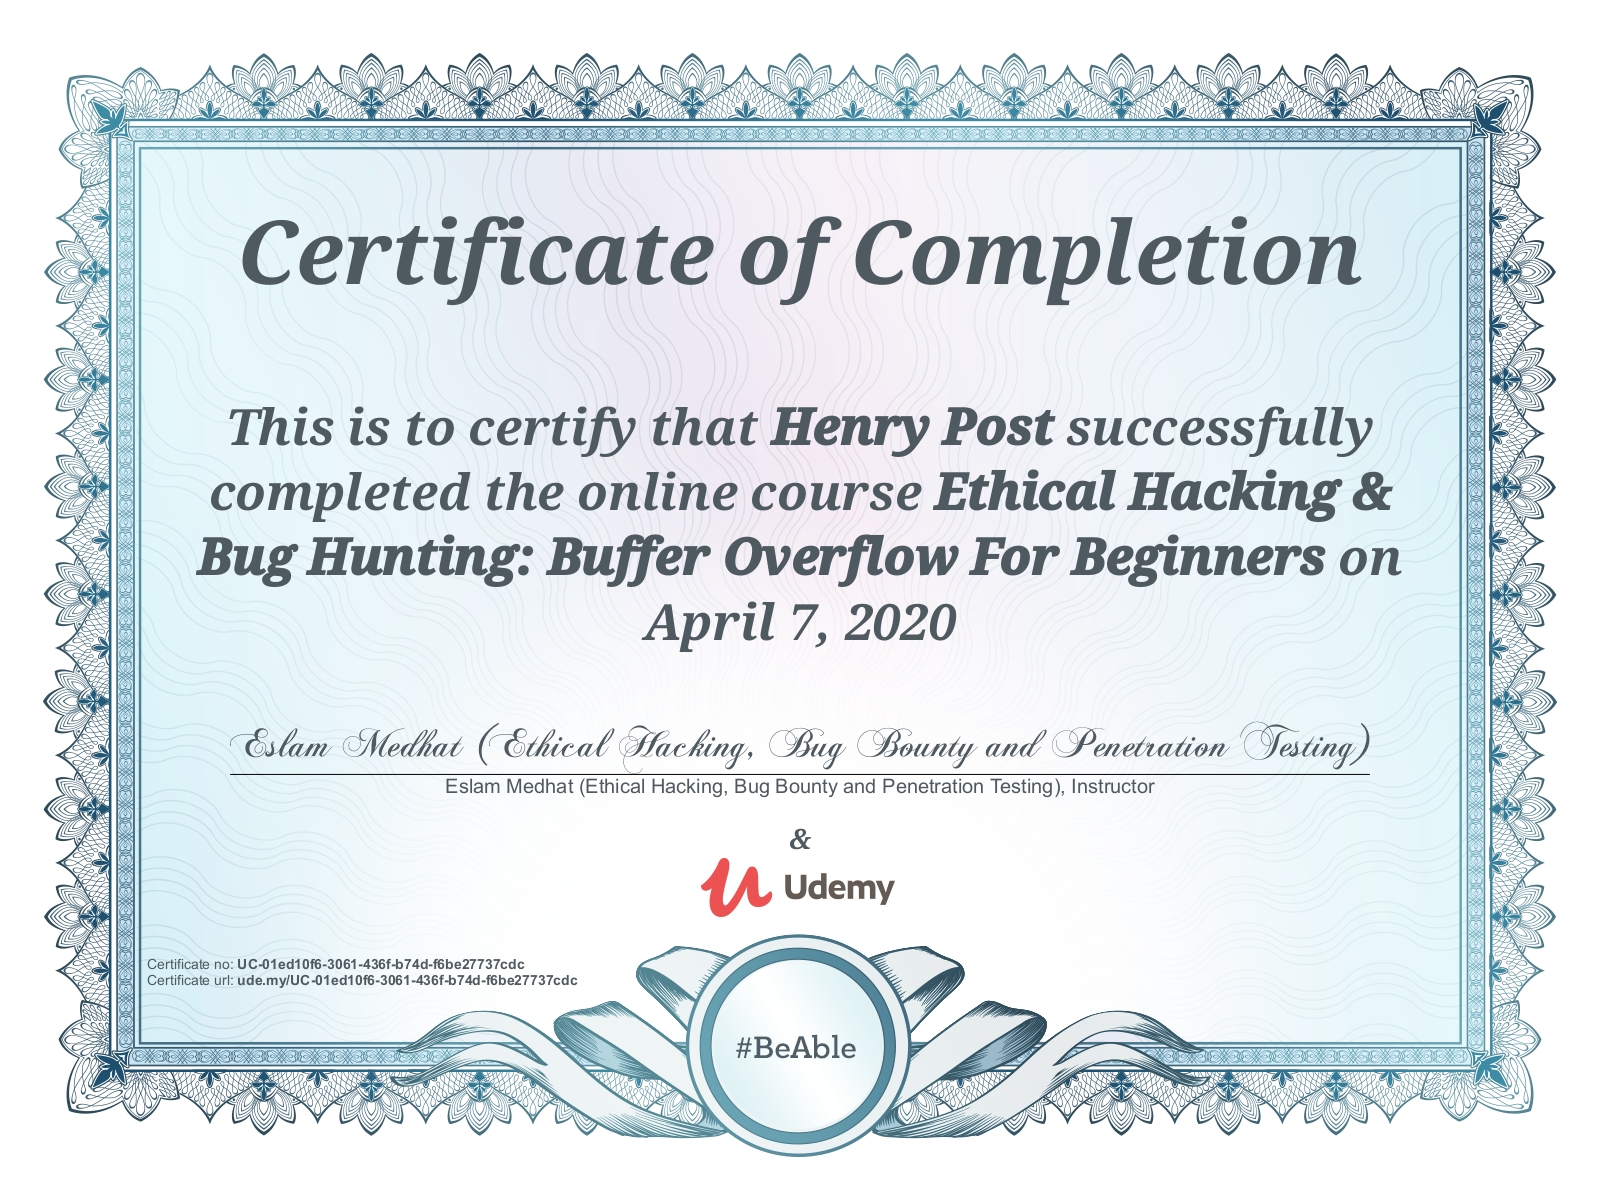 Certificate of Completion
This is to certify that Henry Post successfully
completed the online course Ethical Hacking &
Bug Hunting: Buffer Overflow For Beginners on
April 7, 2020
Eslam Medhat (Ethical Hacking, Bug Bounty and Penetration Testing)
Eslam Medhat (Ethical Hacking, Bug Bounty and Penetration Testing), Instructor
&
Udemy
Certificate no: UC-01ed10f6-3061-436f-b74d-f6be27737cdc
Certificate url: ude.my/UC-01ed10f6-3061-436f-b74d-f6be27737cdc
#BeAble